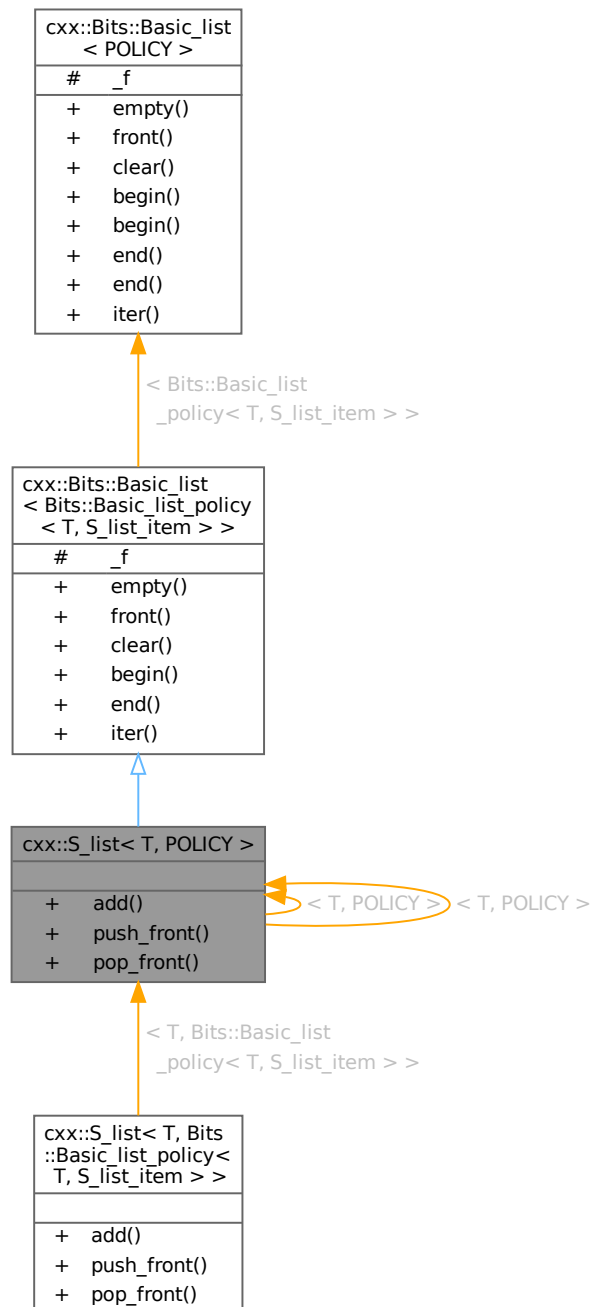 cxx::Bits::Basic_list
< POLICY >
# _f
+ empty()
+ front()
+ clear()
+ begin()
+ begin()
+ end()
+ end()
+ iter()
< Bits::Basic_list
_policy< T, S_list_item > >
cxx::Bits::Basic_list
< Bits::Basic_list_policy
< T, S_list_item > >
# _f
+ empty()
+ front()
+ clear()
+ begin()
+ end()
+ iter()
cxx::S_list< T, POLICY >
+ add()
+ push_front()
+ pop_front()
< T, POLICY >
< T, POLICY >
< T, Bits::Basic_list
_policy< T, S_list_item > >
cxx::S_list< T, Bits
::Basic_list_policy<
T, S_list_item > >
+ add()
+ push_front()
+ pop_front()